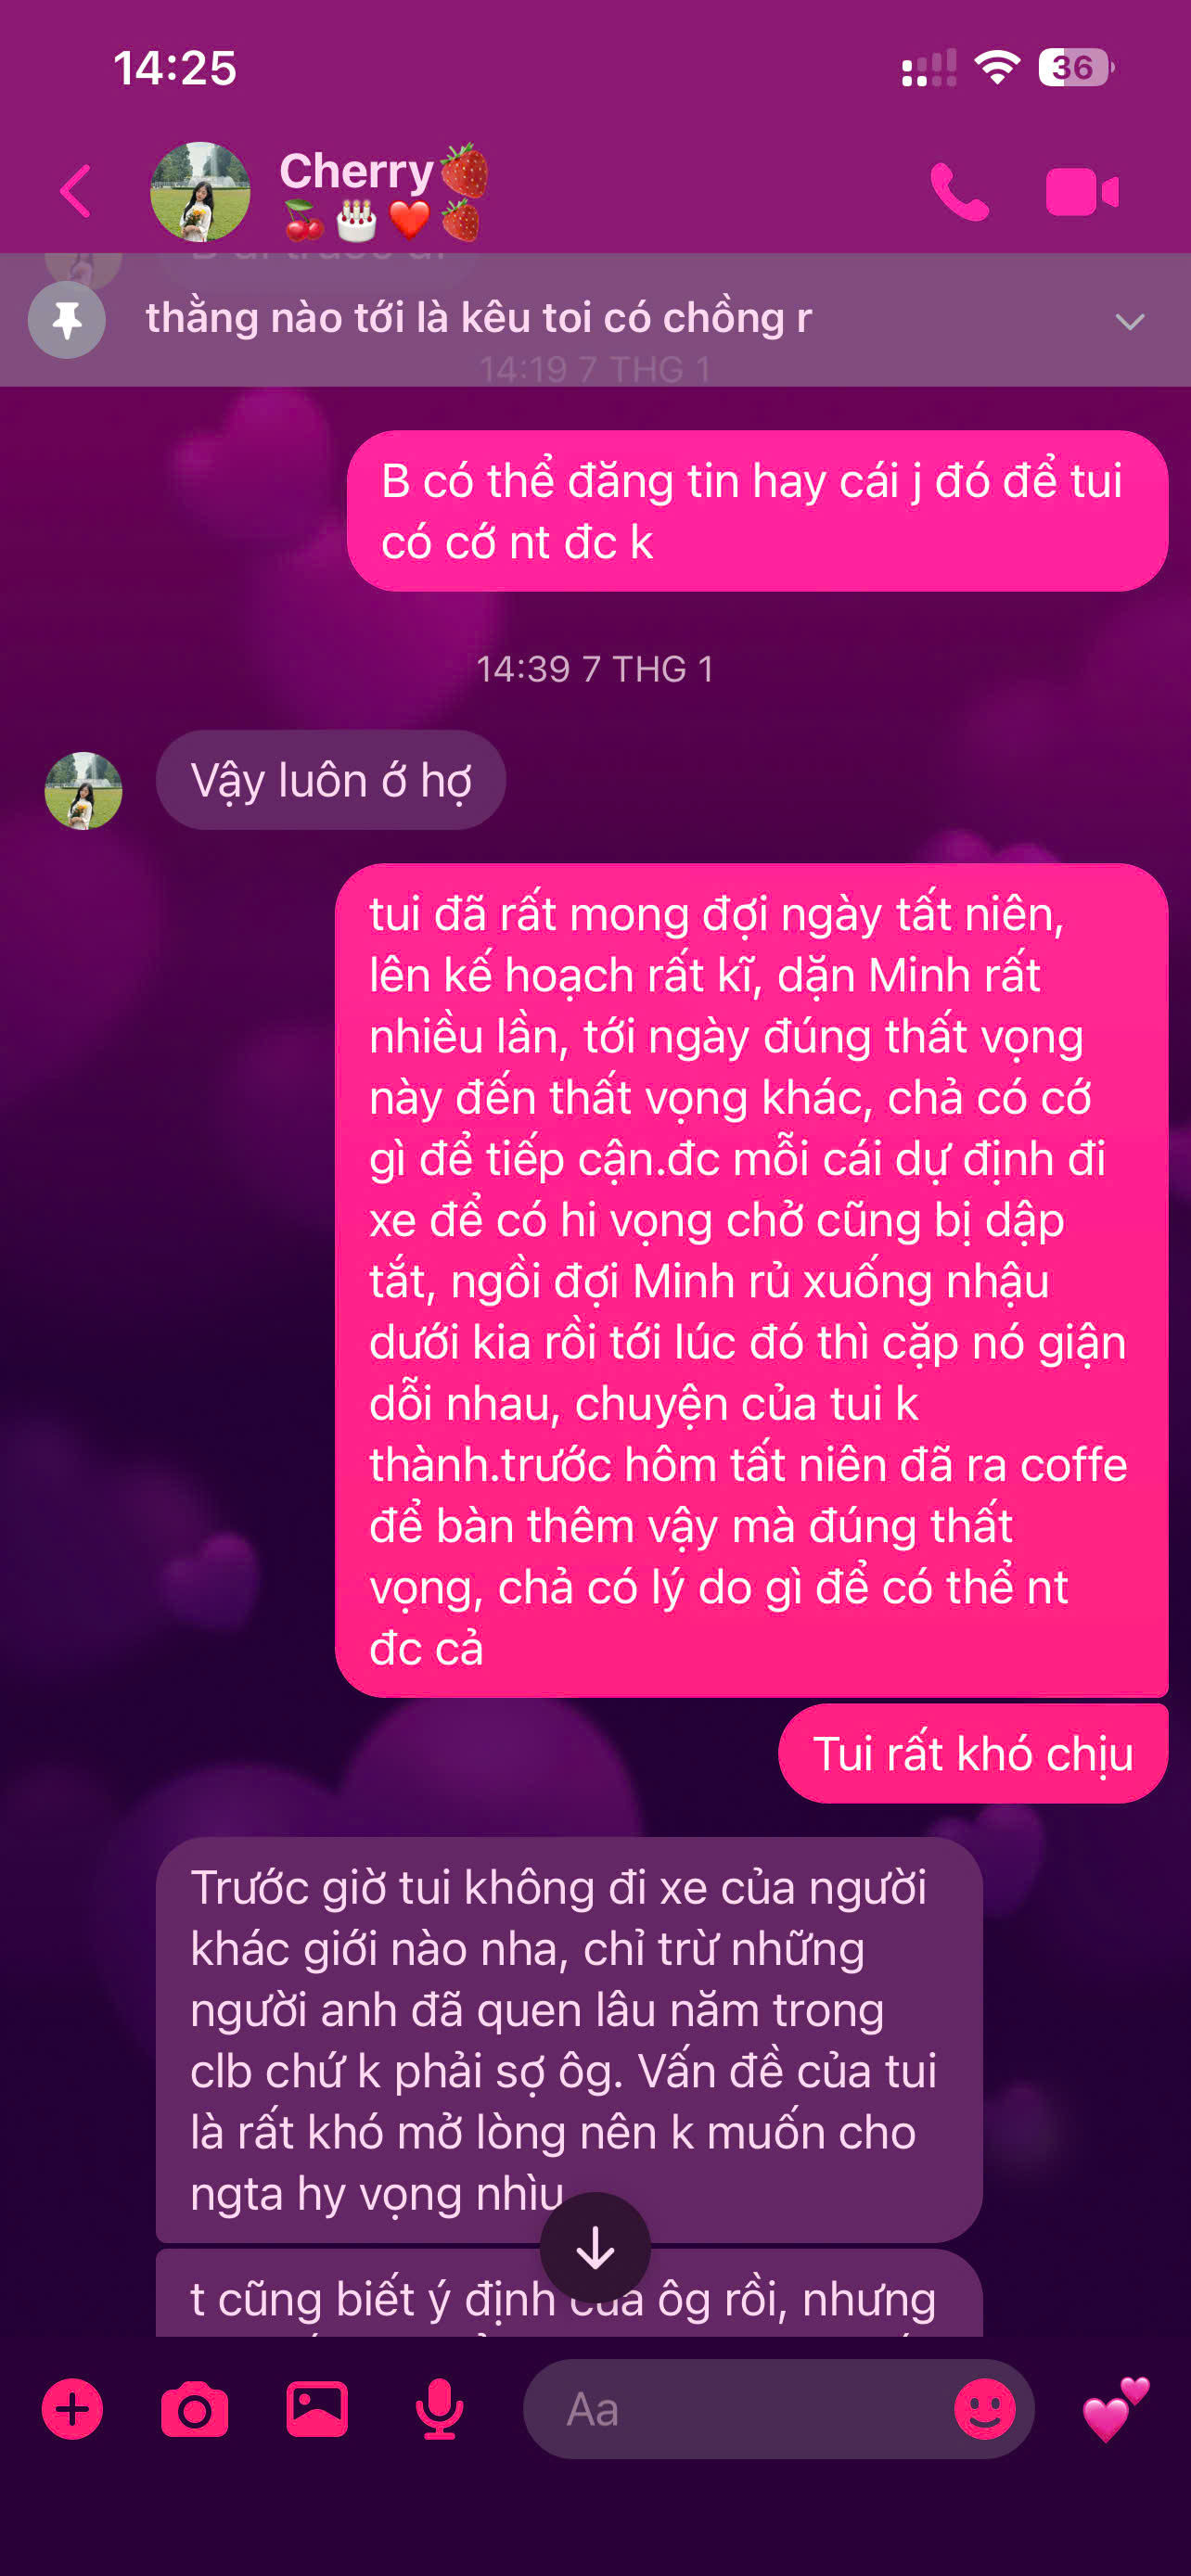 14:25
36
Cherry🍓
🍒🎂❤️🍓
thằng nào tới là kêu toi có chồng r
14:19 7 THG 1
B có thể đăng tin hay cái j đó để tui
có cớ nt đc k
14:39 7 THG 1
Vậy luôn ớ hợ
tui đã rất mong đợi ngày tất niên,
lên kế hoạch rất kĩ, dặn Minh rất
nhiều lần, tới ngày đúng thất vọng
này đến thất vọng khác, chả có cớ
gì để tiếp cận.đc mỗi cái dự định đi
xe để có hi vọng chở cũng bị dập
tắt, ngồi đợi Minh rủ xuống nhậu
dưới kia rồi tới lúc đó thì cặp nó giận
dỗi nhau, chuyện của tui k
thành.trước hôm tất niên đã ra coffe
để bàn thêm vậy mà đúng thất
vọng, chả có lý do gì để có thể nt
đc cả
Tui rất khó chịu
Trước giờ tui không đi xe của người
khác giới nào nha, chỉ trừ những
người anh đã quen lâu năm trong
clb chứ k phải sợ ôg. Vấn đề của tui
là rất khó mở lòng nên k muốn cho
ngta hy vọng nhìu
t cũng biết ý định của ôg rồi, nhưng
Aa